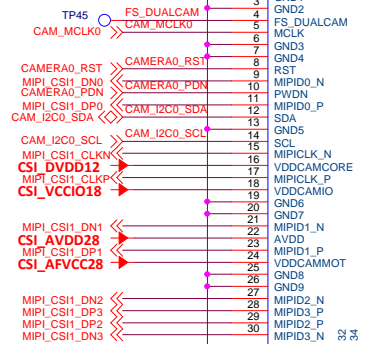 3
GND2
TP45 FS_DUALCAM 4 FS_DUALCAM
CAM_MCLK0 CAM_MCLK0 5 MCLK
6 GND3
7 GND4
CAMERA0_RST CAMERA0_RST 8 RST
MIPI_CSI1_DN0 9 MIPID0_N
CAMERA0_PDN CAMERA0_PDN 10 PWDN
MIPI_CSI1_DP0 11 MIPID0_P
CAM_I2C0_SDA CAM_I2C0_SDA 12 SDA
13 GND5
CAM_I2C0_SCL CAM_I2C0_SCL 14 SCL
MIPI_CSI1_CLKN 15 MIPICLK_N
CSI_DVDD12 16 VDDCAMCORE
MIPI_CSI1_CLKP 17 MIPICLK_P
CSI_VCCIO18 18 VDDCAMIO
19 GND6
20 GND7
MIPI_CSI1_DN1 21 MIPID1_N
CSI_AVDD28 22 AVDD
MIPI_CSI1_DP1 23 MIPID1_P
CSI_AFVCC28 24 VDDCAMMOT
25 GND8
26 GND9
MIPI_CSI1_DN2 27 MIPID2_N
MIPI_CSI1_DP3 28 MIPID3_P
MIPI_CSI1_DP2 29 MIPID2_P
MIPI_CSI1_DN3 30 MIPID3_N
32
34